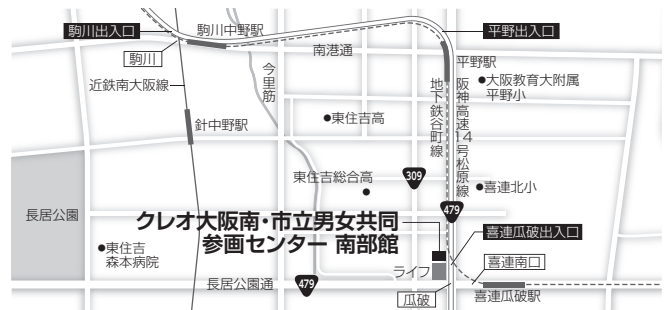 駒川出入口
駒川中野駅
平野出入口
駒川
南港通
平野駅
近鉄南大阪線
今里筋
●大阪教育大附属
平野小
針中野駅
●東住吉高
地下鉄谷町線
阪神高速14号松原線
東住吉総合高
309
●喜連北小
長居公園
479
クレオ大阪南・市立男女共同
参画センター 南部館
喜連瓜破出入口
●東住吉
森本病院
ライフ
喜連南口
長居公園通
479
瓜破
喜連瓜破駅